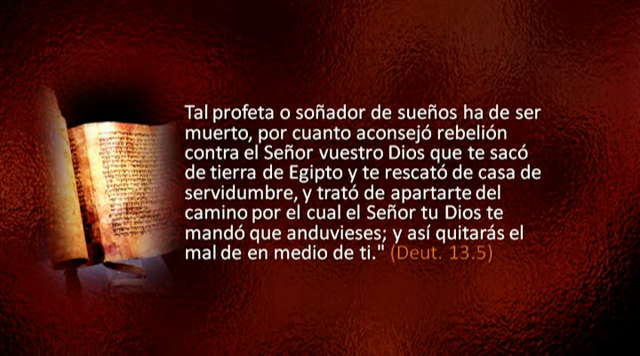 Tal profeta o soñador de sueños ha de ser
muerto, por cuanto aconsejó rebelión
contra el Señor vuestro Dios que te sacó
de tierra de Egipto y te rescató de casa de
servidumbre, y trató de apartarte del
camino por el cual el Señor tu Dios te
mandó que anduvieses; y así quitarás el
mal de en medio de ti." (Deut. 13.5)